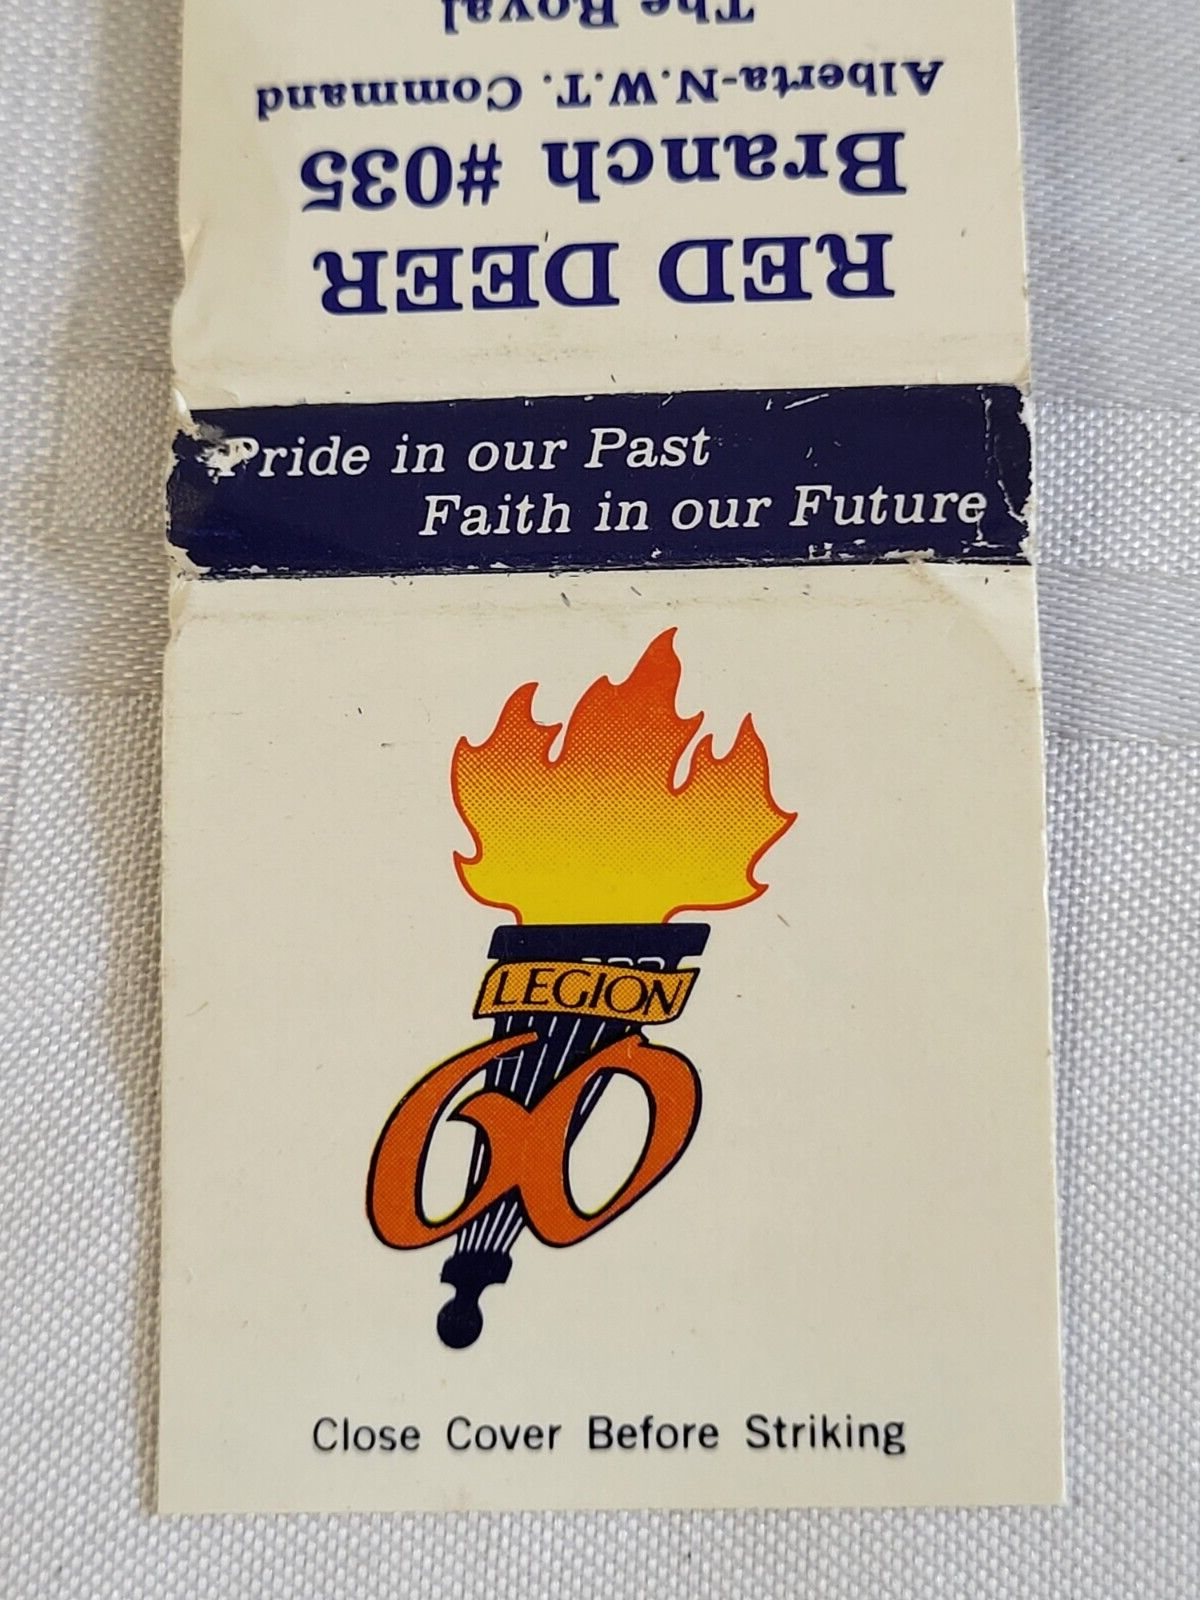 The Royal
Alberta-N.W.T. Command
Branch #035
RED DEER
Pride in our Past
Faith in our Future
LEGION
60
Close Cover Before Striking